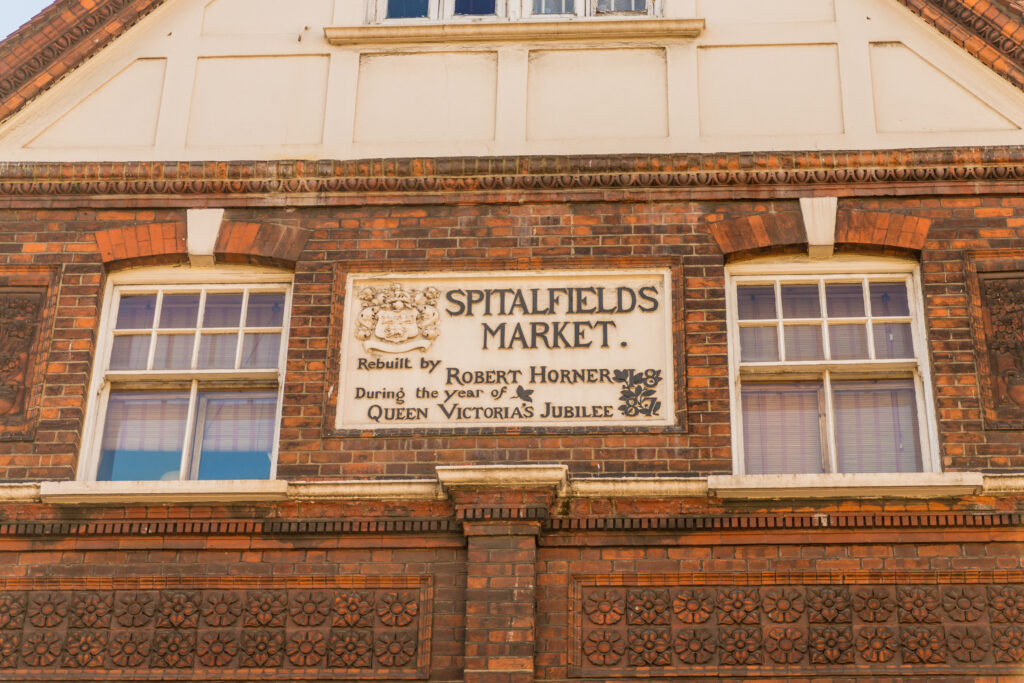 SPITALFIELDS
MARKET.
Rebuilt by
ROBERT HORNER
During the year of
QUEEN VICTORIA'S JUBILEE